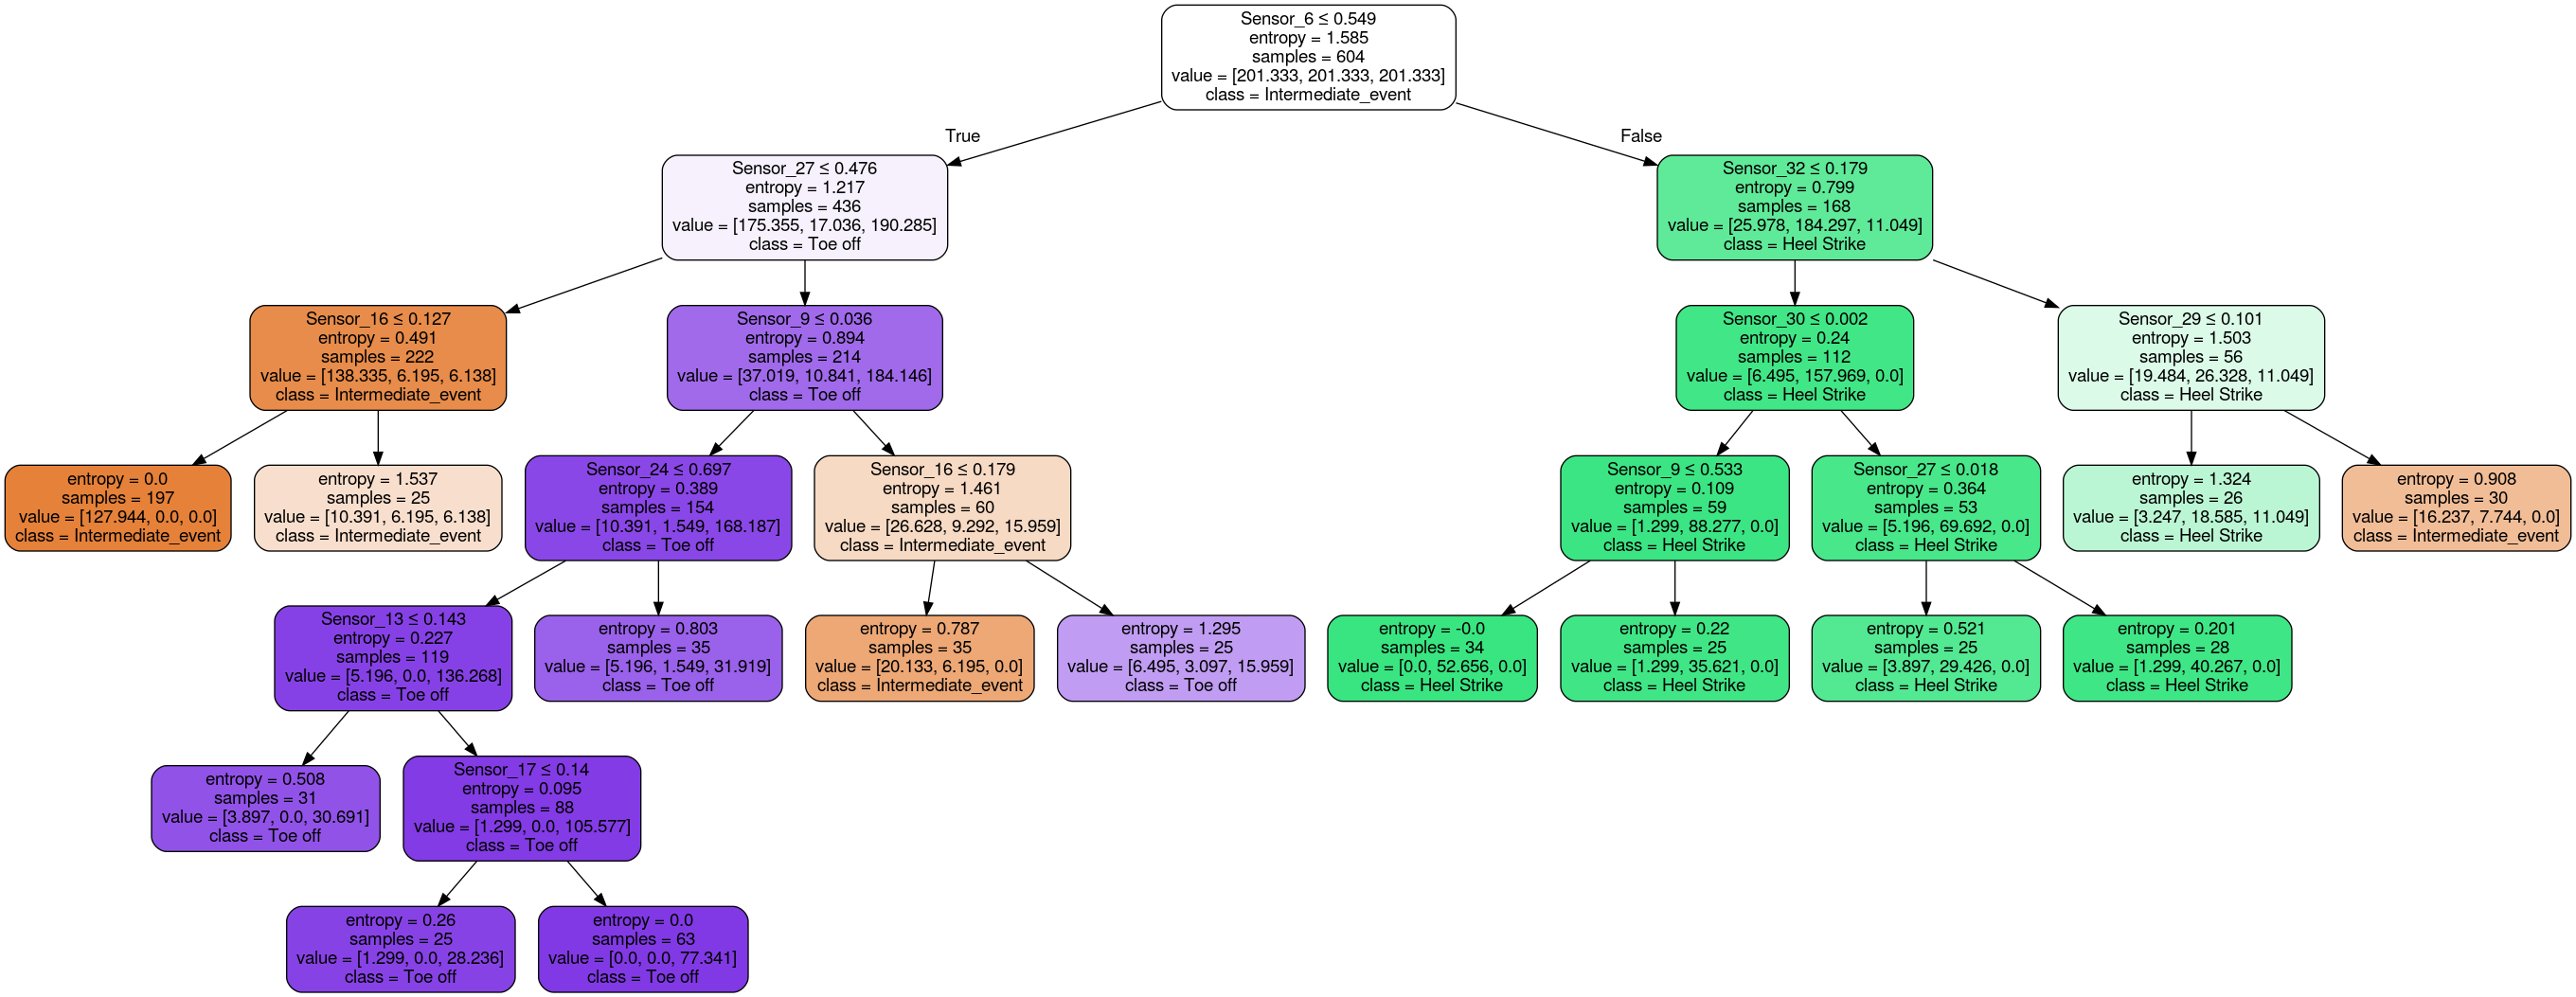 Sensor_6 ≤ 0.549
entropy = 1.585
samples = 604
value = [201.333, 201.333, 201.333]
class = Intermediate_event
True
False
Sensor_27 ≤ 0.476
entropy = 1.217
samples = 436
value = [175.355, 17.036, 190.285]
class = Toe off
Sensor_32 ≤ 0.179
entropy = 0.799
samples = 168
value = [25.978, 184.297, 11.049]
class = Heel Strike
Sensor_16 ≤ 0.127
entropy = 0.491
samples = 222
value = [138.335, 6.195, 6.138]
class = Intermediate_event
Sensor_9 ≤ 0.036
entropy = 0.894
samples = 214
value = [37.019, 10.841, 184.146]
class = Toe off
Sensor_30 ≤ 0.002
entropy = 0.24
samples = 112
value = [6.495, 157.969, 0.0]
class = Heel Strike
Sensor_29 ≤ 0.101
entropy = 1.503
samples = 56
value = [19.484, 26.328, 11.049]
class = Heel Strike
entropy = 0.0
samples = 197
value = [127.944, 0.0, 0.0]
class = Intermediate_event
entropy = 1.537
samples = 25
value = [10.391, 6.195, 6.138]
class = Intermediate_event
Sensor_24 ≤ 0.697
entropy = 0.389
samples = 154
value = [10.391, 1.549, 168.187]
class = Toe off
Sensor_16 ≤ 0.179
entropy = 1.461
samples = 60
value = [26.628, 9.292, 15.959]
class = Intermediate_event
Sensor_9 ≤ 0.533
entropy = 0.109
samples = 59
value = [1.299, 88.277, 0.0]
class = Heel Strike
Sensor_27 ≤ 0.018
entropy = 0.364
samples = 53
value = [5.196, 69.692, 0.0]
class = Heel Strike
entropy = 1.324
samples = 26
value = [3.247, 18.585, 11.049]
class = Heel Strike
entropy = 0.908
samples = 30
value = [16.237, 7.744, 0.0]
class = Intermediate_event
Sensor_13 ≤ 0.143
entropy = 0.227
samples = 119
value = [5.196, 0.0, 136.268]
class = Toe off
entropy = 0.803
samples = 35
value = [5.196, 1.549, 31.919]
class = Toe off
entropy = 0.787
samples = 35
value = [20.133, 6.195, 0.0]
class = Intermediate_event
entropy = 1.295
samples = 25
value = [6.495, 3.097, 15.959]
class = Toe off
entropy = -0.0
samples = 34
value = [0.0, 52.656, 0.0]
class = Heel Strike
entropy = 0.22
samples = 25
value = [1.299, 35.621, 0.0]
class = Heel Strike
entropy = 0.521
samples = 25
value = [3.897, 29.426, 0.0]
class = Heel Strike
entropy = 0.201
samples = 28
value = [1.299, 40.267, 0.0]
class = Heel Strike
entropy = 0.508
samples = 31
value = [3.897, 0.0, 30.691]
class = Toe off
Sensor_17 ≤ 0.14
entropy = 0.095
samples = 88
value = [1.299, 0.0, 105.577]
class = Toe off
entropy = 0.26
samples = 25
value = [1.299, 0.0, 28.236]
class = Toe off
entropy = 0.0
samples = 63
value = [0.0, 0.0, 77.341]
class = Toe off